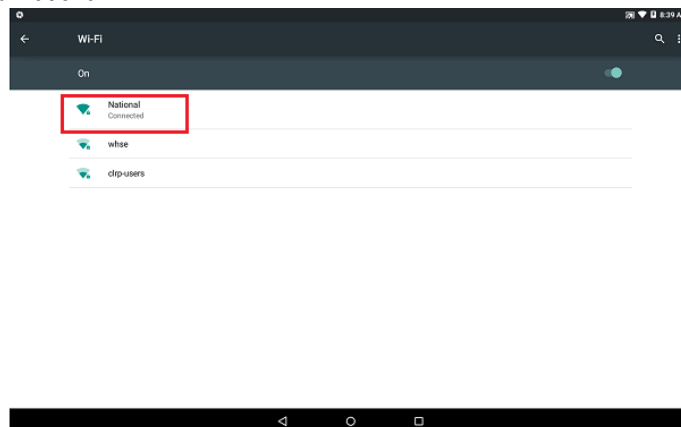 8:39 A
Wi-Fi
On
National
Connected
whse
clrp-users